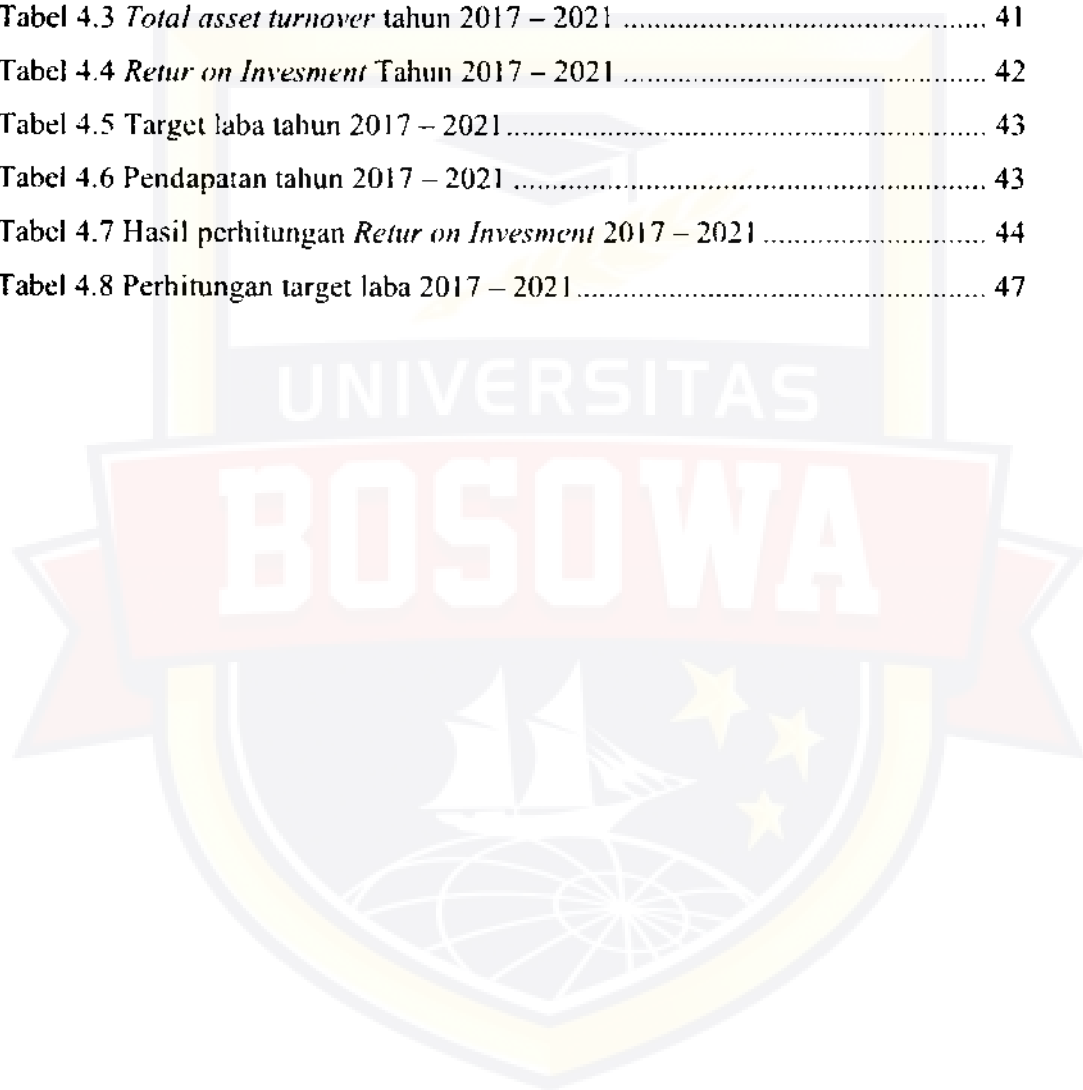 Tabel 4.3 Total asset turnover tahun 2017 – 2021 ............................................... 41
Tabel 4.4 Retur on Invesment Tahun 2017 – 2021 ............................................... 42
Tabel 4.5 Target laba tahun 2017 – 2021 ............................................................... 43
Tabel 4.6 Pendapatan tahun 2017 – 2021 .............................................................. 43
Tabel 4.7 Hasil perhitungan Retur on Invesment 2017 – 2021 ............................. 44
Tabel 4.8 Perhitungan target laba 2017 – 2021 ...................................................... 47
UNIVERSITAS
BOSOWA